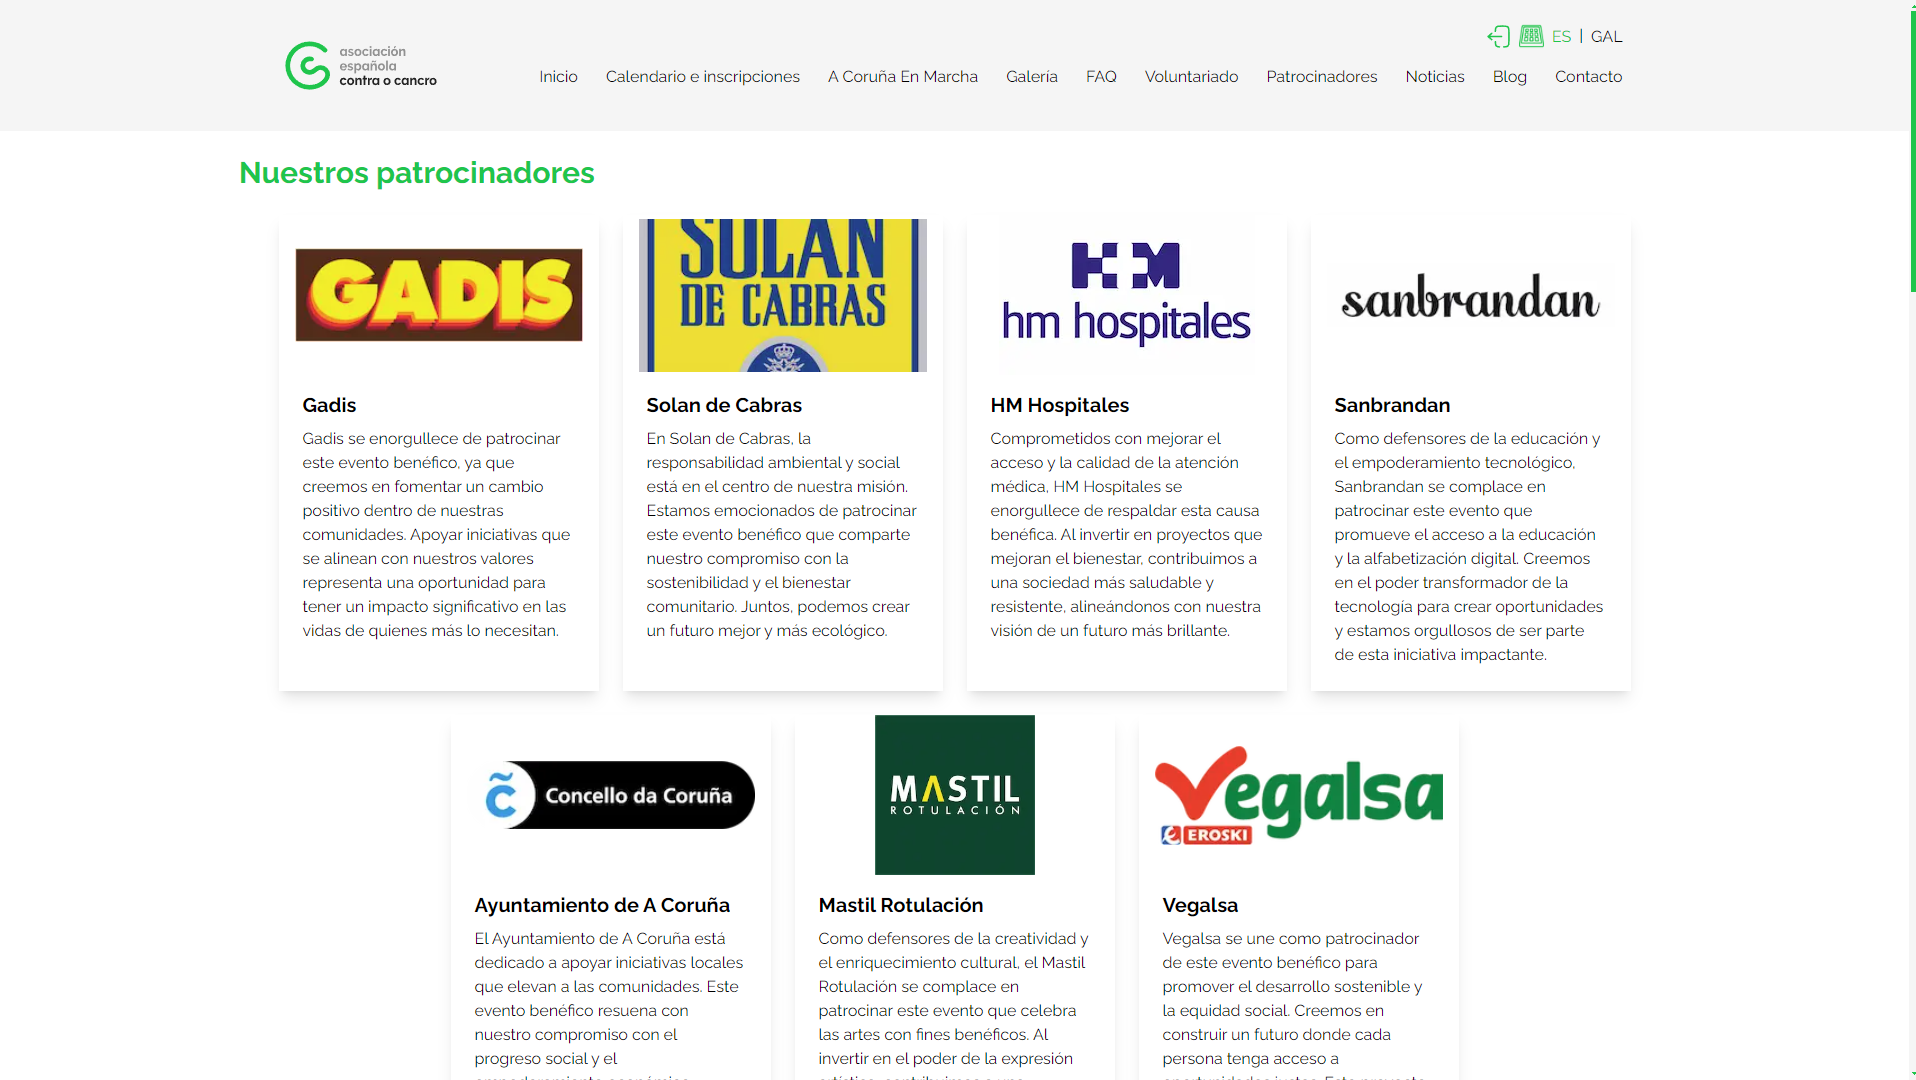 ES | GAL
asociación
española
contra o cancro
Inicio Calendario e inscripciones A Coruña En Marcha Galería FAQ Voluntariado Patrocinadores Noticias Blog Contacto
Nuestros patrocinadores
GADIS
Gadis
Gadis se enorgullece de patrocinar
este evento benéfico, ya que
creemos en fomentar un cambio
positivo dentro de nuestras
comunidades. Apoyar iniciativas que
se alinean con nuestros valores
representa una oportunidad para
tener un impacto significativo en las
vidas de quienes más lo necesitan.
SOLAN
DE CABRAS
Solan de Cabras
En Solan de Cabras, la
responsabilidad ambiental y social
está en el centro de nuestra misión.
Estamos emocionados de patrocinar
este evento benéfico que comparte
nuestro compromiso con la
sostenibilidad y el bienestar
comunitario. Juntos, podemos crear
un futuro mejor y más ecológico.
HM
hm hospitales
HM Hospitales
Comprometidos con mejorar el
acceso y la calidad de la atención
médica, HM Hospitales se
enorgullece de respaldar esta causa
benéfica. Al invertir en proyectos que
mejoran el bienestar, contribuimos a
una sociedad más saludable y
resistente, alineándonos con nuestra
visión de un futuro más brillante.
sanbrandan
Sanbrandan
Como defensores de la educación y
el empoderamiento tecnológico,
Sanbrandan se complace en
patrocinar este evento que
promueve el acceso a la educación
y la alfabetización digital. Creemos
en el poder transformador de la
tecnología para crear oportunidades
y estamos orgullosos de ser parte
de esta iniciativa impactante.
Concello da Coruña
Ayuntamiento de A Coruña
El Ayuntamiento de A Coruña está
dedicado a apoyar iniciativas locales
que elevan a las comunidades. Este
evento benéfico resuena con
nuestro compromiso con el
progreso social y el
MASTIL
ROTULACIÓN
Mastil Rotulación
Como defensores de la creatividad y
el enriquecimiento cultural, el Mastil
Rotulación se complace en
patrocinar este evento que celebra
las artes con fines benéficos. Al
invertir en el poder de la expresión
Vegalsa
EROSKI
Vegalsa
Vegalsa se une como patrocinador
de este evento benéfico para
promover el desarrollo sostenible y
la equidad social. Creemos en
construir un futuro donde cada
persona tenga acceso a